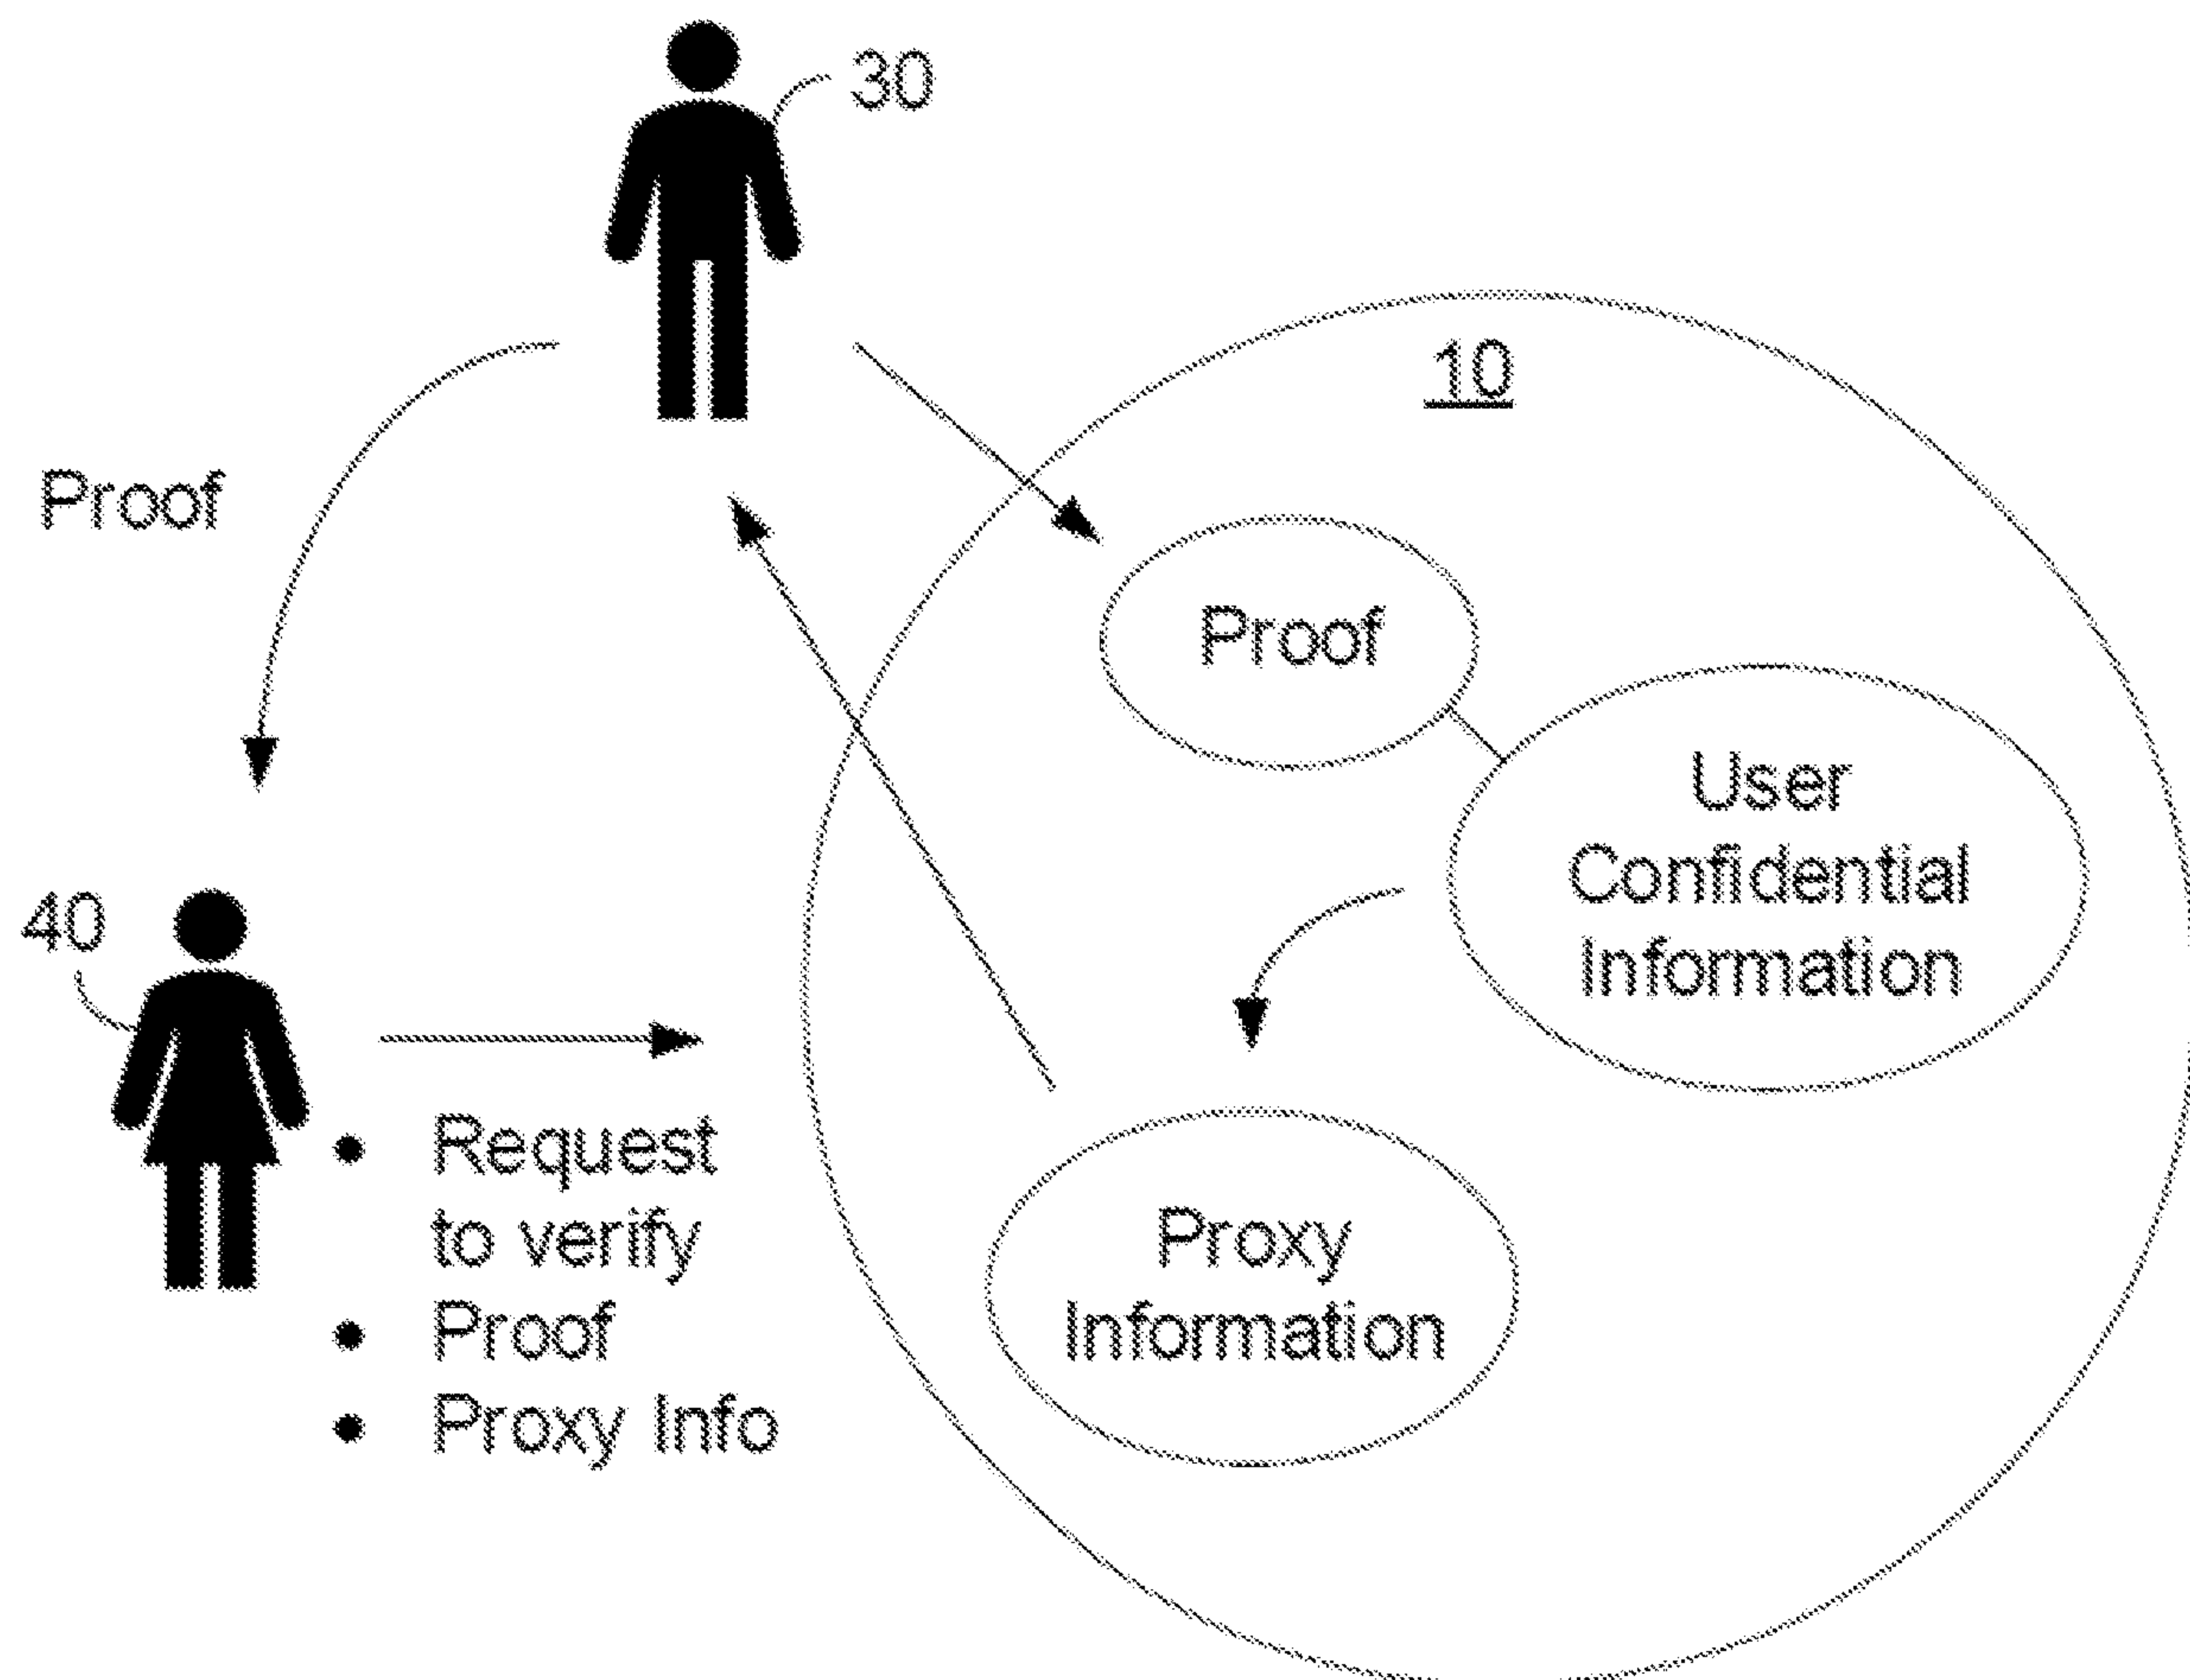 30
10
Proof
Proof
User
Confidential
Information
40
• Request
to verify
• Proof
• Proxy Info
Proxy
Information